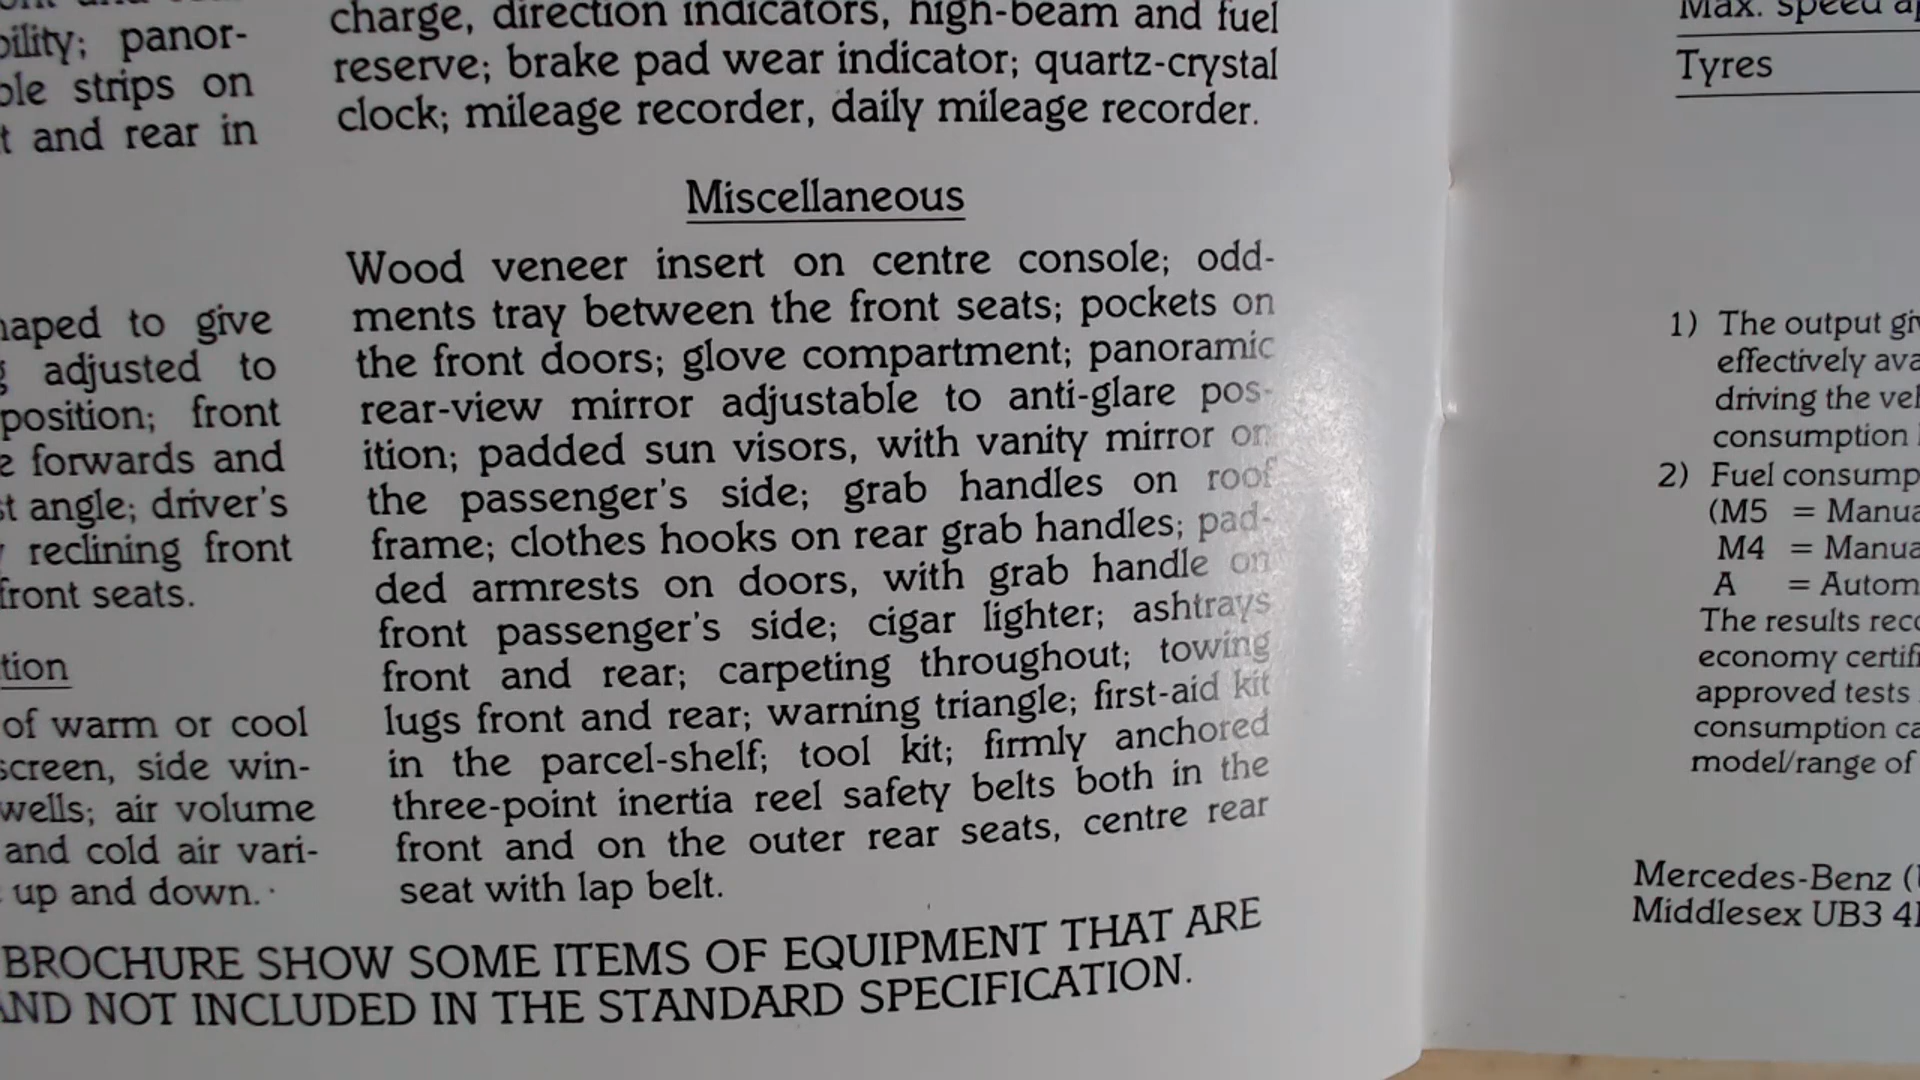 bility; panor-
ble strips on
t and rear in
haped to give
adjusted to
position; front
forwards and
st angle; driver's
reclining front
front seats.
tion
of warm or cool
screen, side win-
wells; air volume
and cold air vari-
up and down.
charge, direction indicators, high-beam and fuel
reserve; brake pad wear indicator; quartz-crystal
clock; mileage recorder, daily mileage recorder.
Miscellaneous
Wood veneer insert on centre console; odd-
ments tray between the front seats; pockets on
the front doors; glove compartment; panoramic
rear-view mirror adjustable to anti-glare pos-
ition; padded sun visors, with vanity mirror on
the passenger's side; grab handles on roof
frame; clothes hooks on rear grab handles; pad-
ded armrests on doors, with grab handle on
front passenger's side; cigar lighter; ashtrays
front and rear; carpeting throughout; towing
lugs front and rear; warning triangle; first-aid kit
in the parcel-shelf; tool kit; firmly anchored
three-point inertia reel safety belts both in the
front and on the outer rear seats, centre rear
seat with lap belt.
BROCHURE SHOW SOME ITEMS OF EQUIPMENT THAT ARE
AND NOT INCLUDED IN THE STANDARD SPECIFICATION.
Max. speed
Tyres
1) The output
effectively
driving the
consumption
2) Fuel
(M5 =
M4 =
A =
The results
economy
approved tests
consumption
model/range of
Mercedes-Benz
Middlesex UB3